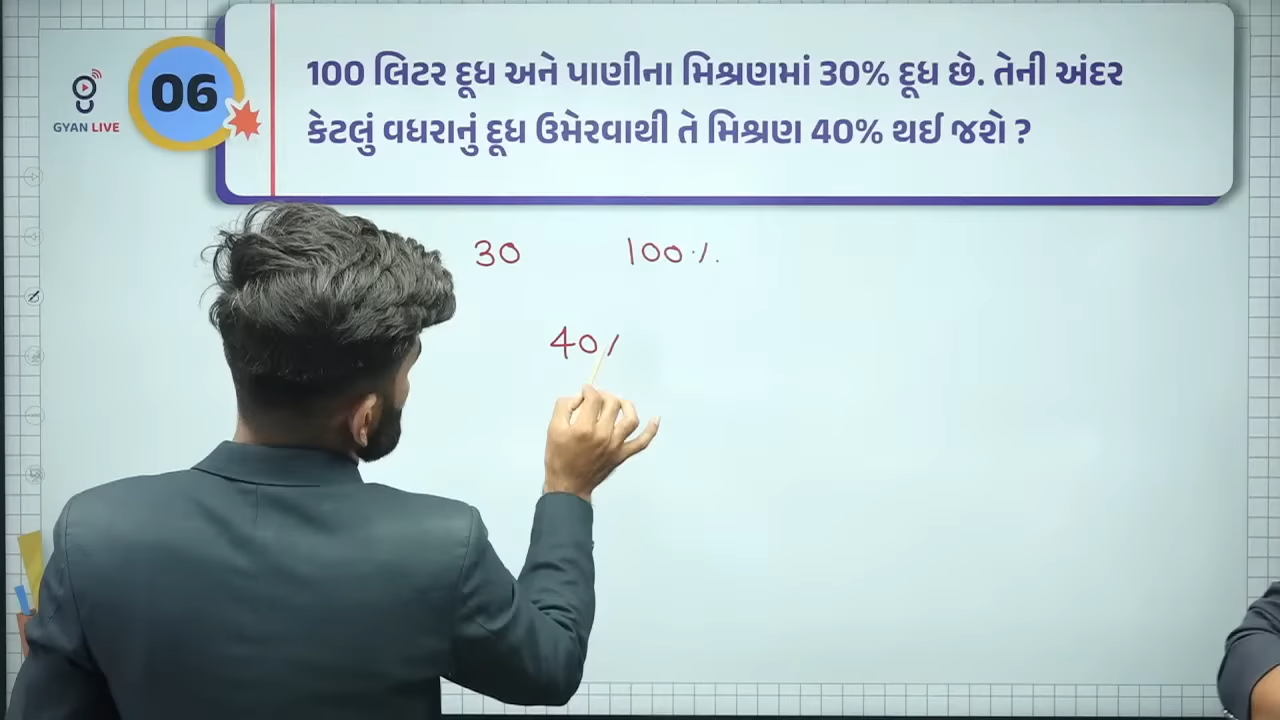 06
100 લિટર દૂધ અને પાણીના મિશ્રણમાં 30% દૂધ છે. તેની અંદર
કેટલું વધરાનું દૂધ ઉમેરવાથી તે મિશ્રણ 40% થઈ જશે ?
GYAN LIVE
30 100%
40/